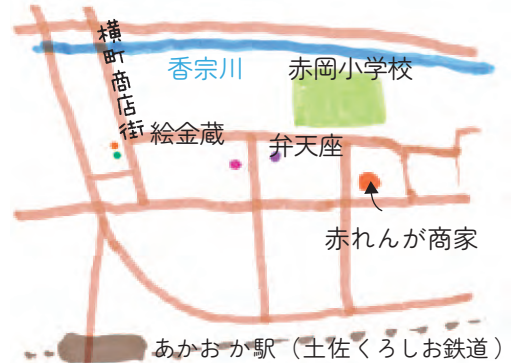 横町商店街
香宗川
赤岡小学校
絵金蔵
弁天座
赤れんが商家
あかおか駅（土佐くろしお鉄道）